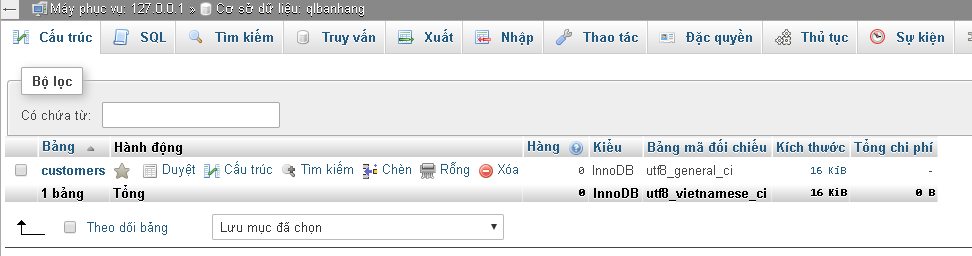 Máy phục vụ: 127.0.0.1 » Cơ sở dữ liệu: qlbanhang
Cấu trúc SQL Tìm kiếm Truy vấn Xuất Nhập Thao tác Đặc quyền Thủ tục Sự kiện
Bộ lọc
Có chứa từ:
Bảng Hành động Hàng Kiểu Bảng mã đối chiếu Kích thước Tổng chi phí
customers Duyệt Cấu trúc Tìm kiếm Chèn Rỗng Xóa 0 InnoDB utf8_general_ci 16 KiB -
1 bảng Tổng 0 InnoDB utf8_vietnamese_ci 16 KiB 0 B
Theo dõi bảng Lưu mục đã chọn